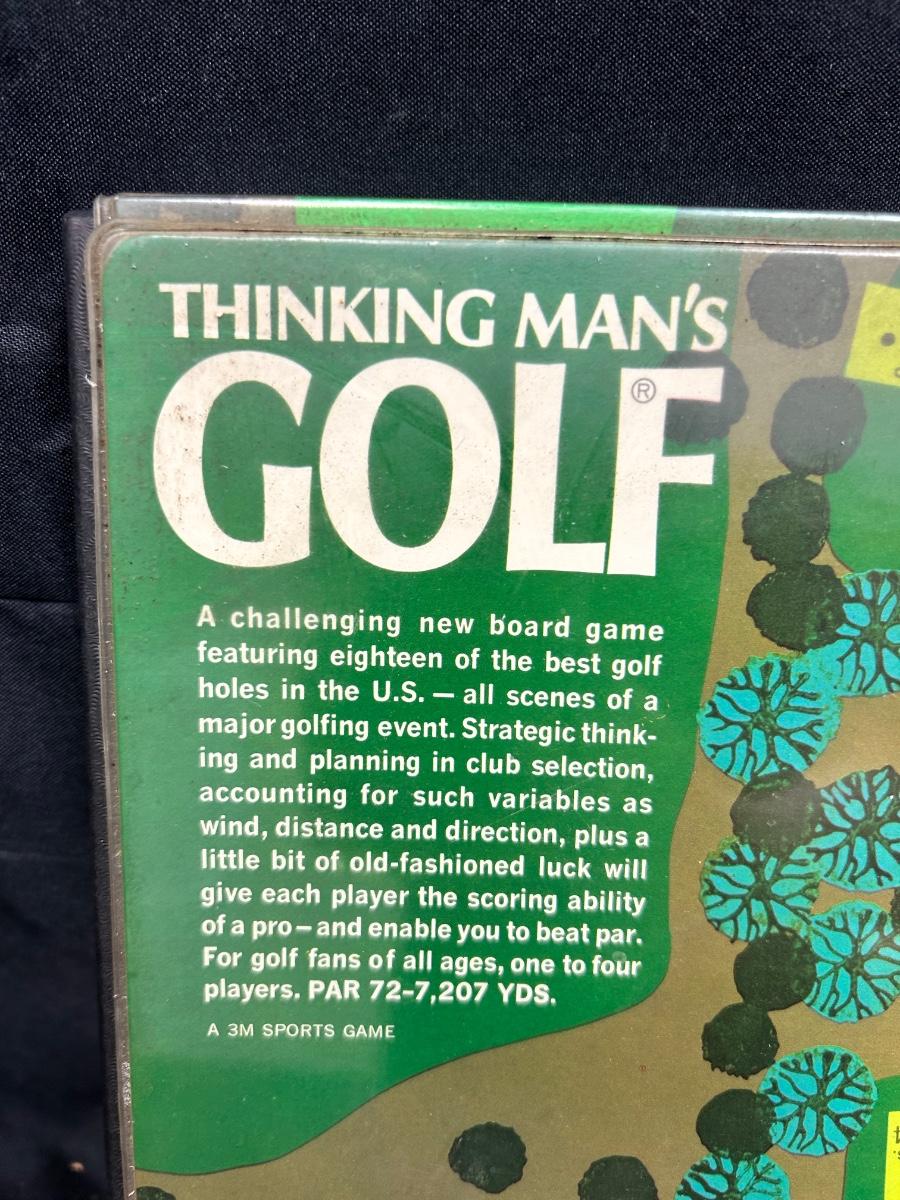 THINKING MAN'S
GOLF®
A challenging new board game
featuring eighteen of the best golf
holes in the U.S. — all scenes of a
major golfing event. Strategic think-
ing and planning in club selection,
accounting for such variables as
wind, distance and direction, plus a
little bit of old-fashioned luck will
give each player the scoring ability
of a pro—and enable you to beat par.
For golf fans of all ages, one to four
players. PAR 72–7,207 YDS.
A 3M SPORTS GAME